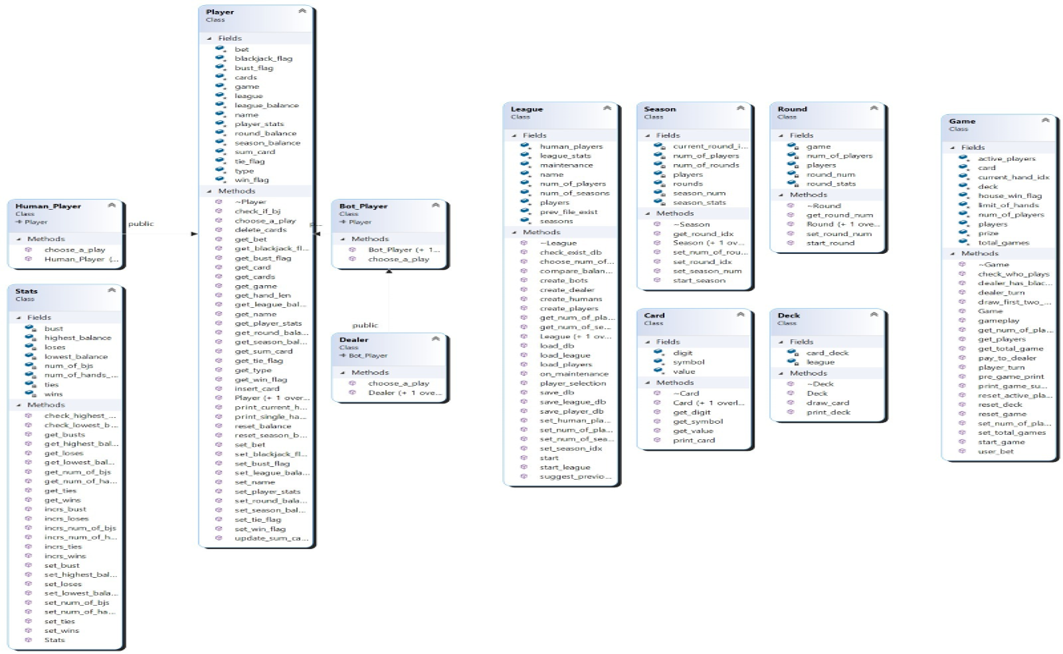 Player
Class
Fields
bet
blackjack_flag
bust_flag
cards
game
league
league_balance
name
player_stats
round_balance
season_balance
sum_card
tie_flag
type
win_flag
Methods
~Player
check_if_bj
choose_a_play
delete_cards
get_bet
get_blackjack_fl...
get_bust_flag
get_card
get_cards
get_game
get_hand_len
get_league_bal...
get_name
get_player_stats
get_round_bala...
get_season_bal...
get_sum_card
get_tie_flag
get_type
get_win_flag
insert_card
Player (+ 1 over...
print_current_h...
print_single_ha...
reset_balance
reset_season_b...
set_bet
set_blackjack_fl...
set_bust_flag
set_league_bala...
set_name
set_player_stats
set_round_bala...
set_season_bal...
set_tie_flag
set_win_flag
update_sum_ca...
Human_Player
Class
Player
Methods
choose_a_play
Human_Player (...
public
Bot_Player
Class
Player
Methods
Bot_Player (+ 1...
choose_a_play
public
Dealer
Class
Bot_Player
Methods
choose_a_play
Dealer (+ 1 ove...
Stats
Class
Fields
bust
highest_balance
loses
lowest_balance
num_of_bjs
num_of_hands_...
ties
wins
Methods
check_highest_...
check_lowest_b...
get_busts
get_highest_bal...
get_loses
get_lowest_bal...
get_num_of_bjs
get_num_of_ha...
get_ties
get_wins
incrs_bust
incrs_loses
incrs_num_of_bjs
incrs_num_of_h...
incrs_ties
incrs_wins
set_bust
set_highest_bal...
set_loses
set_lowest_bala...
set_num_of_bjs
set_num_of_ha...
set_ties
set_wins
Stats
League
Class
Fields
human_players
league_stats
maintenance
name
num_of_players
num_of_seasons
players
prev_file_exist
seasons
Methods
~League
check_exist_db
choose_num_of...
compare_balan...
create_bots
create_dealer
create_humans
create_players
get_num_of_pla...
get_num_of_se...
League (+ 1 ov...
load_db
load_league
load_players
on_maintenance
player_selection
save_db
save_league_db
save_player_db
set_human_pla...
set_num_of_pla...
set_num_of_sea...
set_season_idx
start
start_league
suggest_previo...
Season
Class
Fields
current_round_i...
num_of_players
num_of_rounds
players
rounds
season_num
season_stats
Methods
~Season
get_round_idx
Season (+ 1 ov...
set_num_of_rou...
set_round_idx
set_season_num
start_season
Round
Class
Fields
game
num_of_players
players
round_num
round_stats
Methods
~Round
get_round_num
Round (+ 1 ove...
set_round_num
start_round
Card
Class
Fields
digit
symbol
value
Methods
~Card
Card (+ 1 overl...
get_digit
get_symbol
get_value
print_card
Deck
Class
Fields
card_deck
league
Methods
~Deck
Deck
draw_card
print_deck
Game
Class
Fields
active_players
card
current_hand_idx
deck
house_win_flag
limit_of_hands
num_of_players
players
prize
total_games
Methods
~Game
check_who_plays
dealer_has_blac...
dealer_turn
draw_first_two_...
Game
gameplay
get_num_of_pla...
get_players
get_total_game
pay_to_dealer
player_turn
pre_game_print
print_game_su...
reset_active_pla...
reset_deck
reset_game
set_num_of_pla...
set_total_games
start_game
user_bet